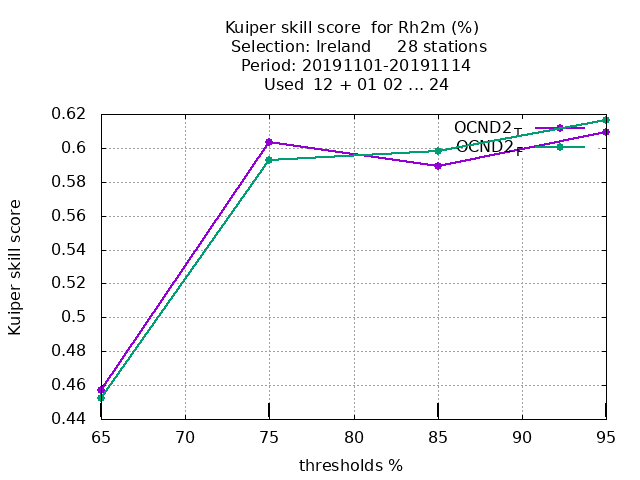 Kuiper skill score  for Rh2m (%)
Selection: Ireland     28 stations
Period: 20191101-20191114
Used  12 + 01 02 ... 24
Kuiper skill score
0.62
0.6
0.58
0.56
0.54
0.52
0.5
0.48
0.46
0.44
OCND2T
OCND2F
65 70 75 80 85 90 95
thresholds %